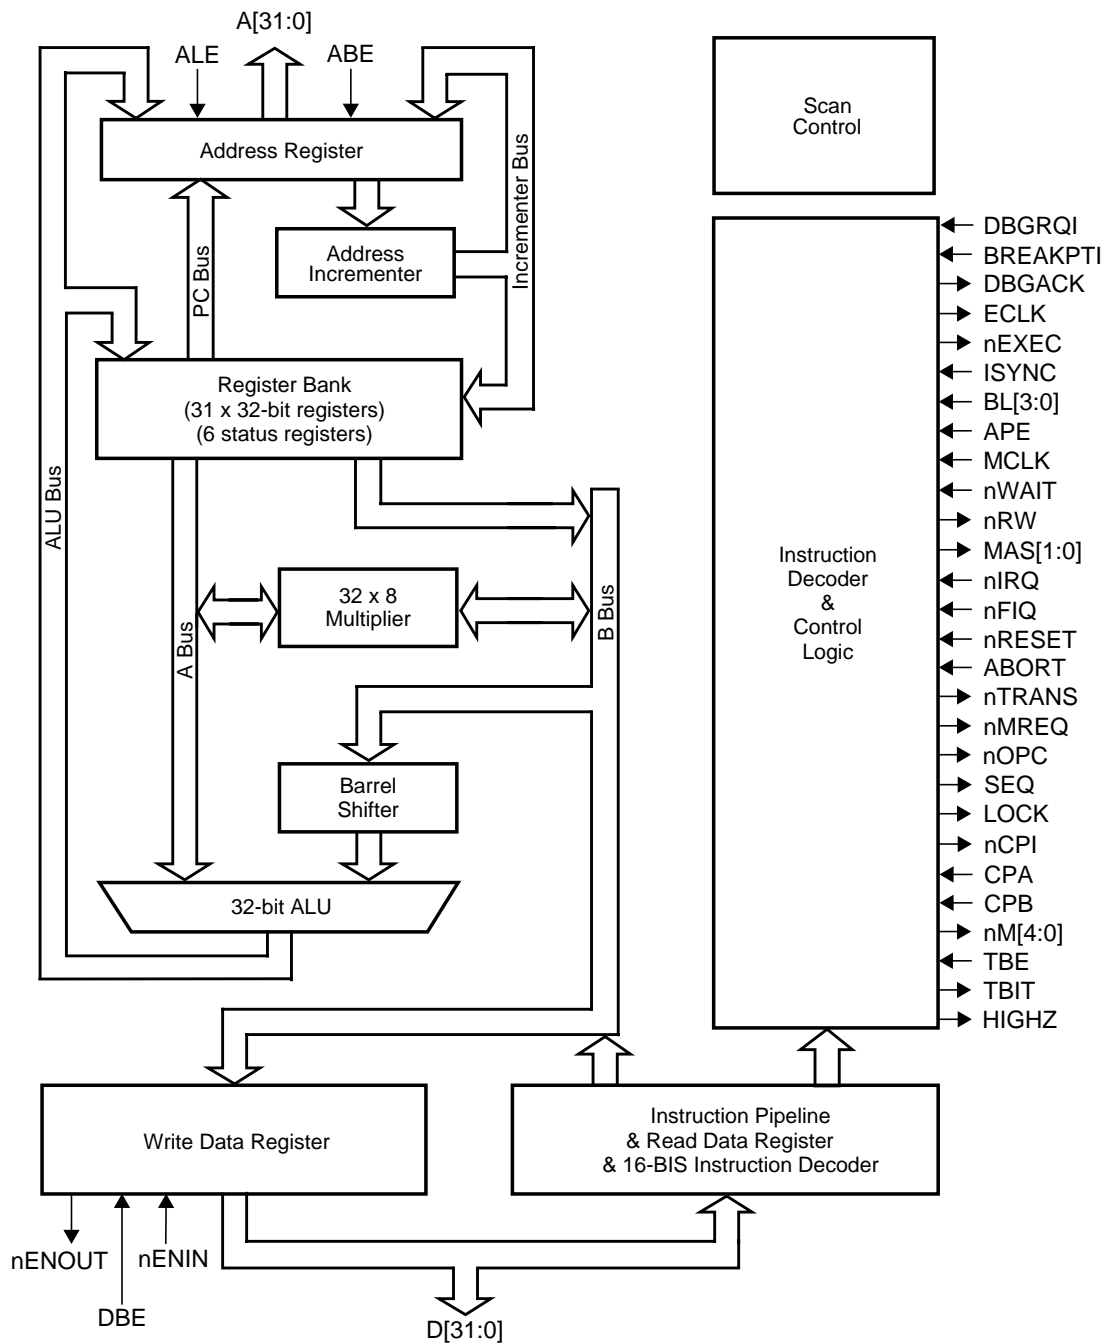 A[31:0]
ALE
ABE
Address Register
Address
Incrementer
PC Bus
Incrementer Bus
Register Bank
(31 x 32-bit registers)
(6 status registers)
ALU Bus
A Bus
32 x 8
Multiplier
B Bus
Barrel
Shifter
32-bit ALU
Write Data Register
nENOUT
DBE
nENIN
D[31:0]
Instruction Pipeline
& Read Data Register
& 16-BIS Instruction Decoder
Scan
Control
Instruction
Decoder
&
Control
Logic
DBGRQI
BREAKPTI
DBGACK
ECLK
nEXEC
ISYNC
BL[3:0]
APE
MCLK
nWAIT
nRW
MAS[1:0]
nIRQ
nFIQ
nRESET
ABORT
nTRANS
nMREQ
nOPC
SEQ
LOCK
nCPI
CPA
CPB
nM[4:0]
TBE
TBIT
HIGHZ